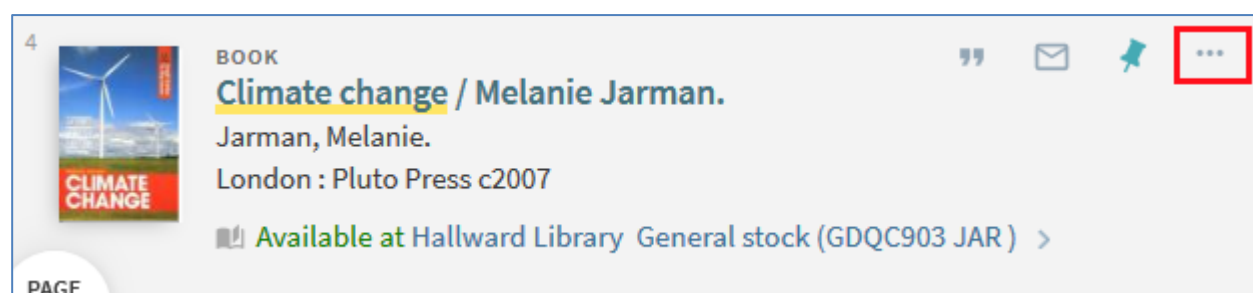 4
BOOK
Climate change / Melanie Jarman.
Jarman, Melanie.
London : Pluto Press c2007
Available at Hallward Library General stock (GDQC903 JAR )
CLIMATE
CHANGE
PAGE